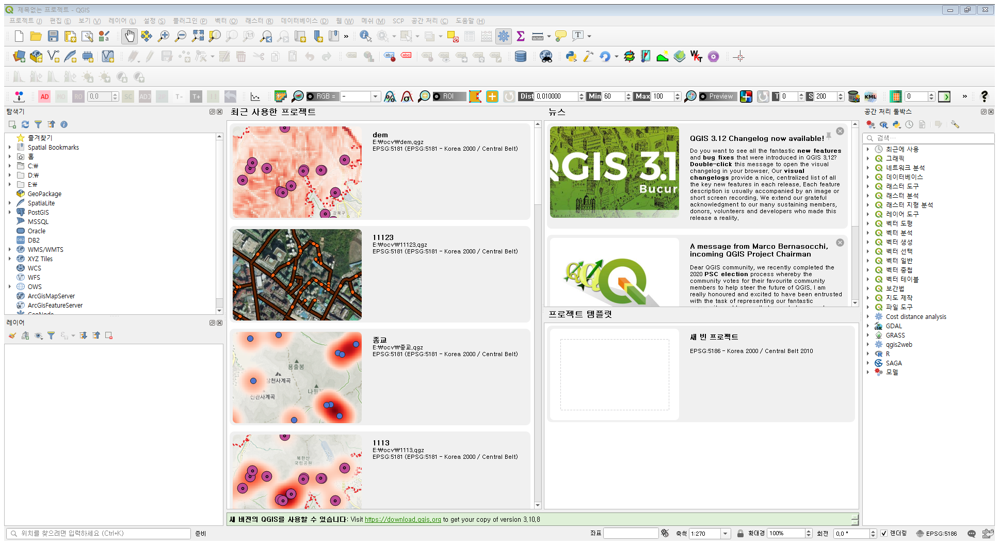 제목없는 프로젝트 - QGIS
프로젝트 (J) 편집 (E) 보기 (V) 레이어 (L) 설정 (S) 플러그인 (P) 벡터 (O) 래스터 (R) 데이터베이스 (D) 웹 (W) 메쉬 (M) SCP 공간 처리 (C) 도움말 (H)
AD MO RO 0,0 SC ADJ T- T+ RGB = - ROI Dist 0,010000 Min 60 Max 100 Preview T 0 S 200 KML 0
탐색기
즐겨찾기
Spatial Bookmarks
홈
C:₩
D:₩
E:₩
GeoPackage
SpatiaLite
PostGIS
MSSQL
Oracle
DB2
WMS/WMTS
XYZ Tiles
WCS
WFS
OWS
ArcGisMapServer
ArcGisFeatureServer
GeoNode
레이어
최근 사용한 프로젝트
강북구
dem
E:₩ocv₩dem.qgz
EPSG:5181 (EPSG:5181 - Korea 2000 / Central Belt)
11123
E:₩ocv₩11123.qgz
EPSG:5181 (EPSG:5181 - Korea 2000 / Central Belt)
용출봉
삼천사계곡
진관사계곡
종교
E:₩ocv₩종교.qgz
EPSG:5181 (EPSG:5181 - Korea 2000 / Central Belt)
북한산
국립공원
1113
E:₩ocv₩1113.qgz
EPSG:5181 (EPSG:5181 - Korea 2000 / Central Belt)
뉴스
QGIS 3.1
Bucur
QGIS 3.12 Changelog now available!
Do you want to see all the fantastic new features
and bug fixes that were introduced in QGIS 3.12?
Double-click this message to open the visual
changelog in your browser. Our visual
changelogs provide a nice, centralized list of all
the key new features in each release. Each feature
description is usually accompanied by an image or
short screen recording. We extend our grateful
acknowledgment to our many sustaining members,
donors, volunteers and developers who made this
release a reality.
A message from Marco Bernasocchi,
incoming QGIS Project Chairman
Dear QGIS community, we recently completed the
2020 PSC election process whereby the
community votes for their favourite community
members to help steer the future of QGIS. I am
really honoured and excited to have been entrusted
with the task of representing our fantastic
프로젝트 템플릿
새 빈 프로젝트
EPSG:5186 - Korea 2000 / Central Belt 2010
공간 처리 툴박스
검색…
최근에 사용
그래픽
네트워크 분석
데이터베이스
래스터 도구
래스터 분석
래스터 지형 분석
레이어 도구
벡터 도형
벡터 분석
벡터 생성
벡터 선택
벡터 일반
벡터 중첩
벡터 테이블
보간법
지도 제작
파일 도구
Cost distance analysis
GDAL
GRASS
qgis2web
R
SAGA
모델
새 버전의 QGIS를 사용할 수 있습니다: Visit https://download.qgis.org to get your copy of version 3.10.8
위치를 찾으려면 입력하세요 (Ctrl+K) 준비 좌표 축척 1:270 확대경 100% 회전 0,0 ° 렌더링 EPSG:5186